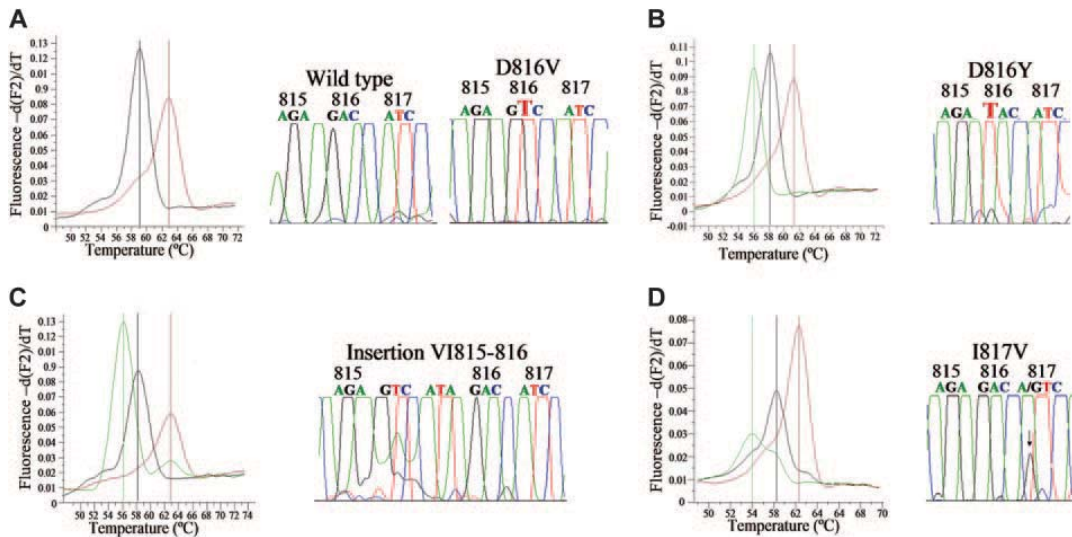 A
Fluorescence –d(F2)/dT
0.13
0.12
0.1
0.09
0.08
0.07
0.06
0.05
0.04
0.03
0.02
0.01
0
50 52 54 56 58 60 62 64 66 68 70 72
Temperature (ºC)
Wild type
815 816 817
AGA GAC ATC
D816V
815 816 817
AGA GTC ATC
B
Fluorescence –d(F2)/dT
0.11
0.1
0.09
0.08
0.07
0.06
0.05
0.04
0.03
0.02
0.01
0
-0.01
50 52 54 56 58 60 62 64 66 68 70 72
Temperature (ºC)
D816Y
815 816 817
AGA TAC ATC
C
Fluorescence –d(F2)/dT
0.13
0.12
0.1
0.9
0.08
0.07
0.06
0.05
0.04
0.03
0.02
0.01
0
50 52 54 56 58 60 62 64 66 68 70 72 74
Temperature (ºC)
Insertion VI815-816
815 816 817
AGA GTC ATA GAC ATC
D
Fluorescence –d(F2)/dT
0.08
0.07
0.06
0.05
0.04
0.03
0.02
0.01
0
50 54 58 62 66 70
Temperature (ºC)
I817V
815 816 817
AGA GAC A/GTC